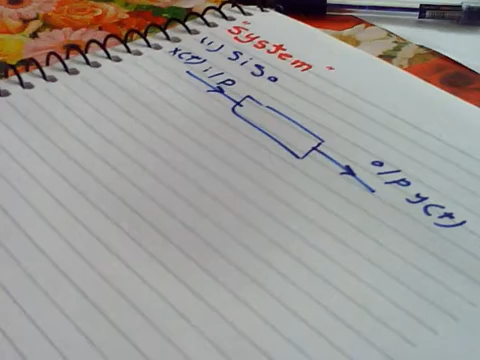 "System"
(1) SiSo
x(t) i/p
o/p y(t)